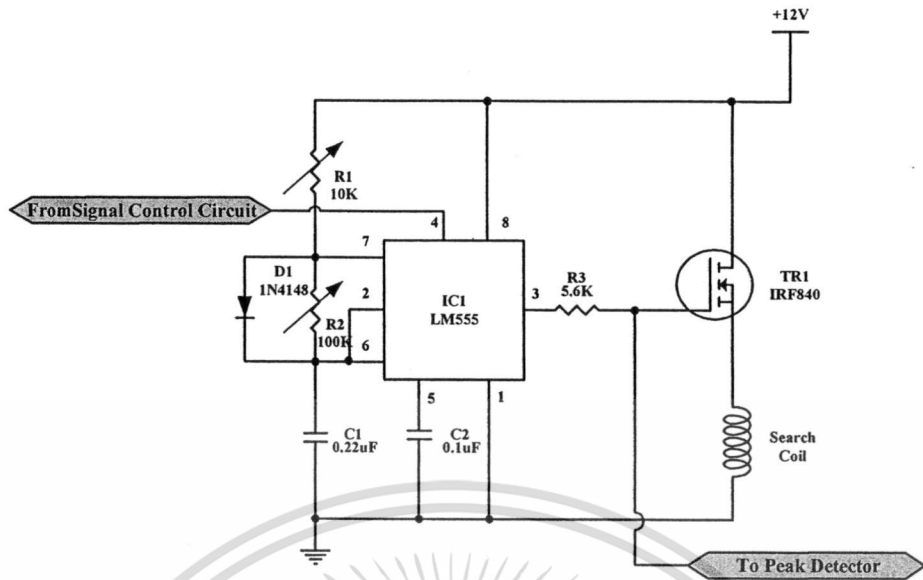 +12V
R1
10K
FromSignal Control Circuit
4
8
7
D1
1N4148
2
R2
100K
6
IC1
LM555
3
R3
5.6K
TR1
IRF840
5
1
C1
0.22uF
C2
0.1uF
Search
Coil
To Peak Detector